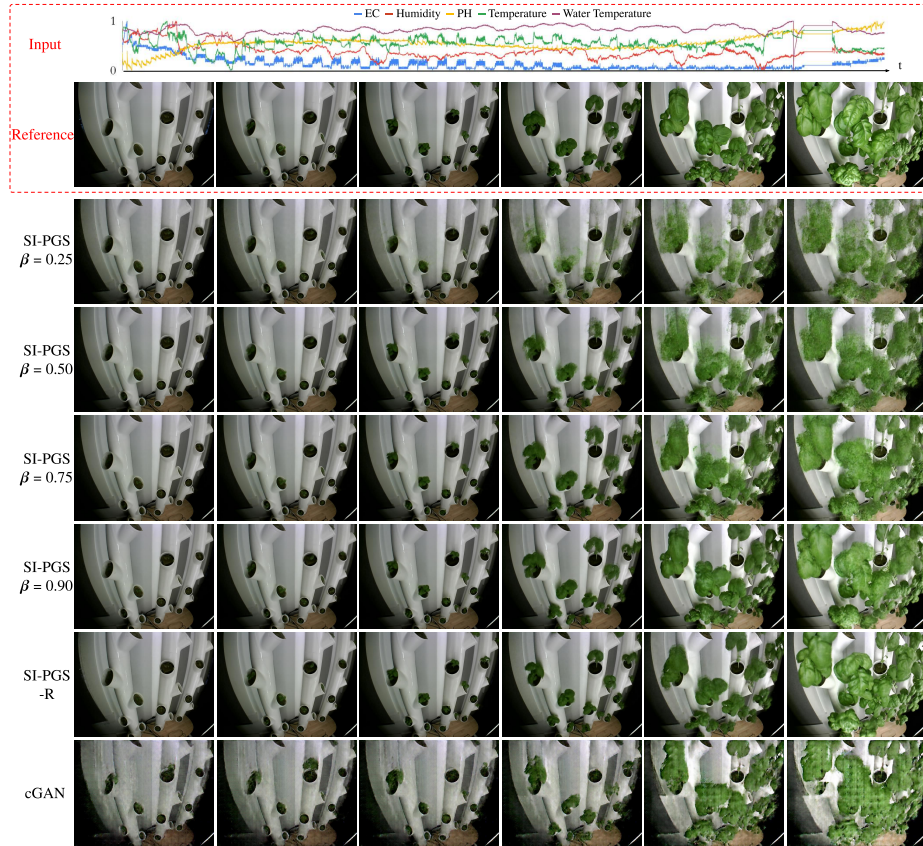 EC Humidity PH Temperature Water Temperature
1
Input
0
t
Reference
SI-PGS
β = 0.25
SI-PGS
β = 0.50
SI-PGS
β = 0.75
SI-PGS
β = 0.90
SI-PGS
-R
cGAN